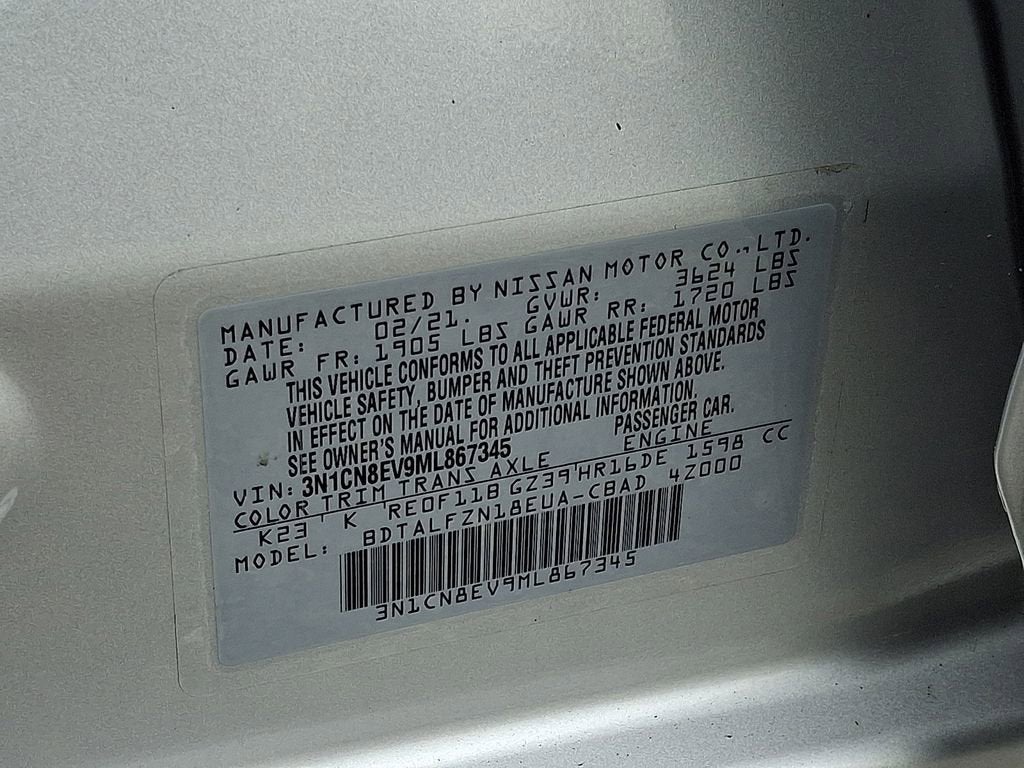 MANUFACTURED BY NISSAN MOTOR CO.,LTD.
DATE: 02/21. GVWR: 3624 LBS
GAWR FR: 1905 LBS GAWR RR: 1720 LBS
THIS VEHICLE CONFORMS TO ALL APPLICABLE FEDERAL MOTOR
VEHICLE SAFETY, BUMPER AND THEFT PREVENTION STANDARDS
IN EFFECT ON THE DATE OF MANUFACTURE SHOWN ABOVE.
SEE OWNER'S MANUAL FOR ADDITIONAL INFORMATION.
VIN: 3N1CN8EV9ML867345 PASSENGER CAR.
COLOR TRIM TRANS AXLE ENGINE
K23 K RE0F11B GZ39 HR16DE 1598 CC
MODEL: BDTALFZN18EUA-CBAD 4Z000
3N1CN8EV9ML867345